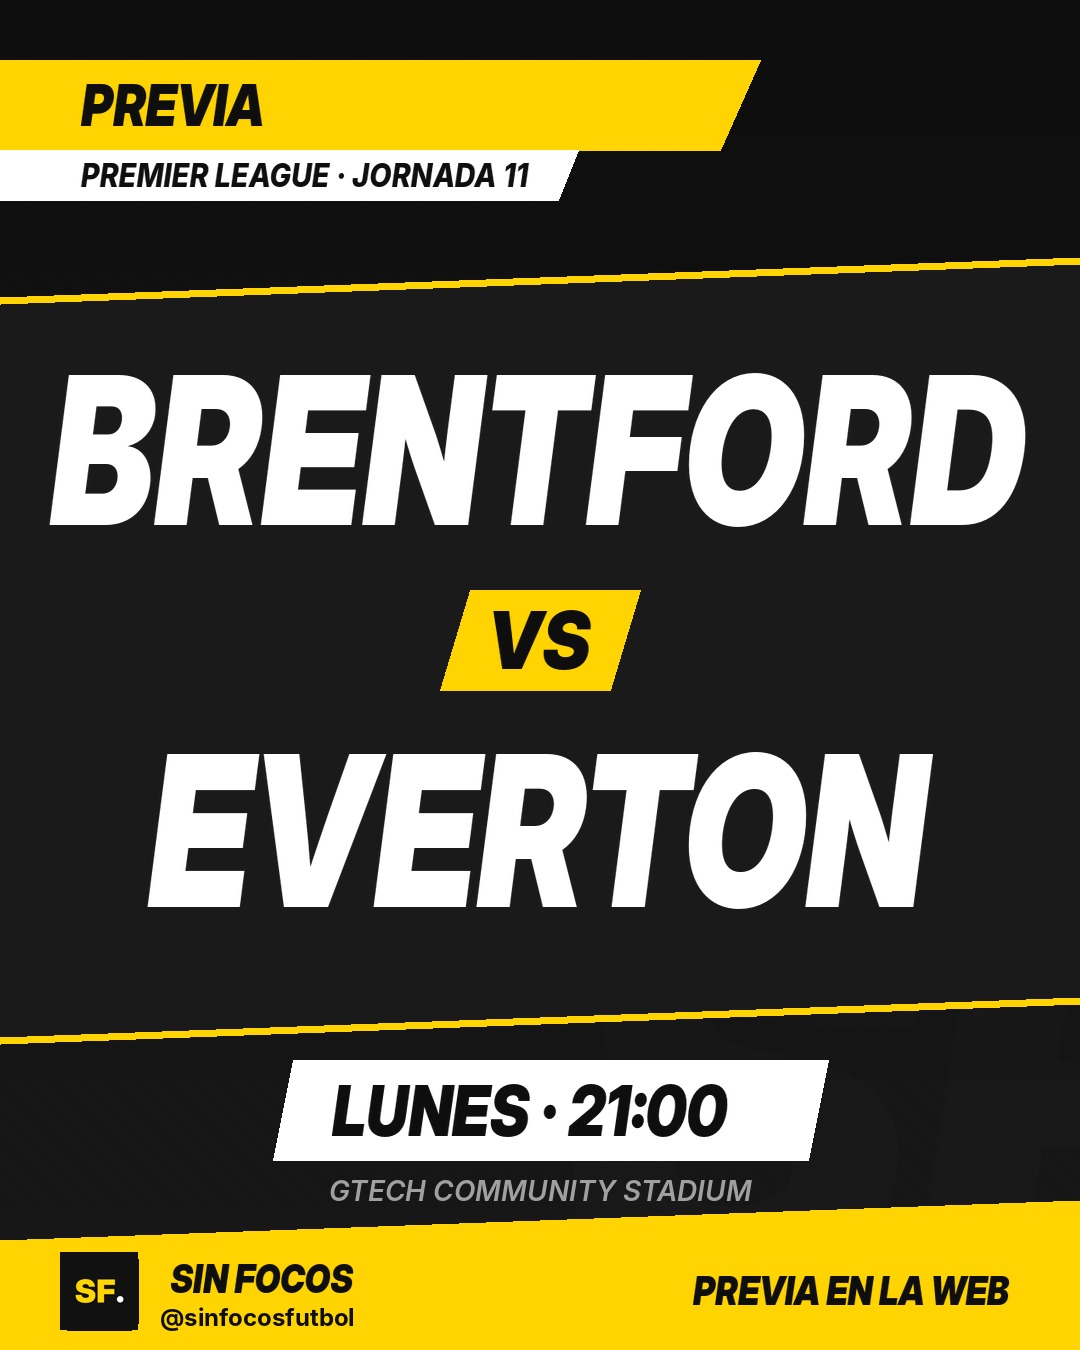 PREVIA
PREMIER LEAGUE · JORNADA 11
BRENTFORD
VS
EVERTON
LUNES · 21:00
GTECH COMMUNITY STADIUM
SF.
SIN FOCOS
@sinfocosfutbol
PREVIA EN LA WEB